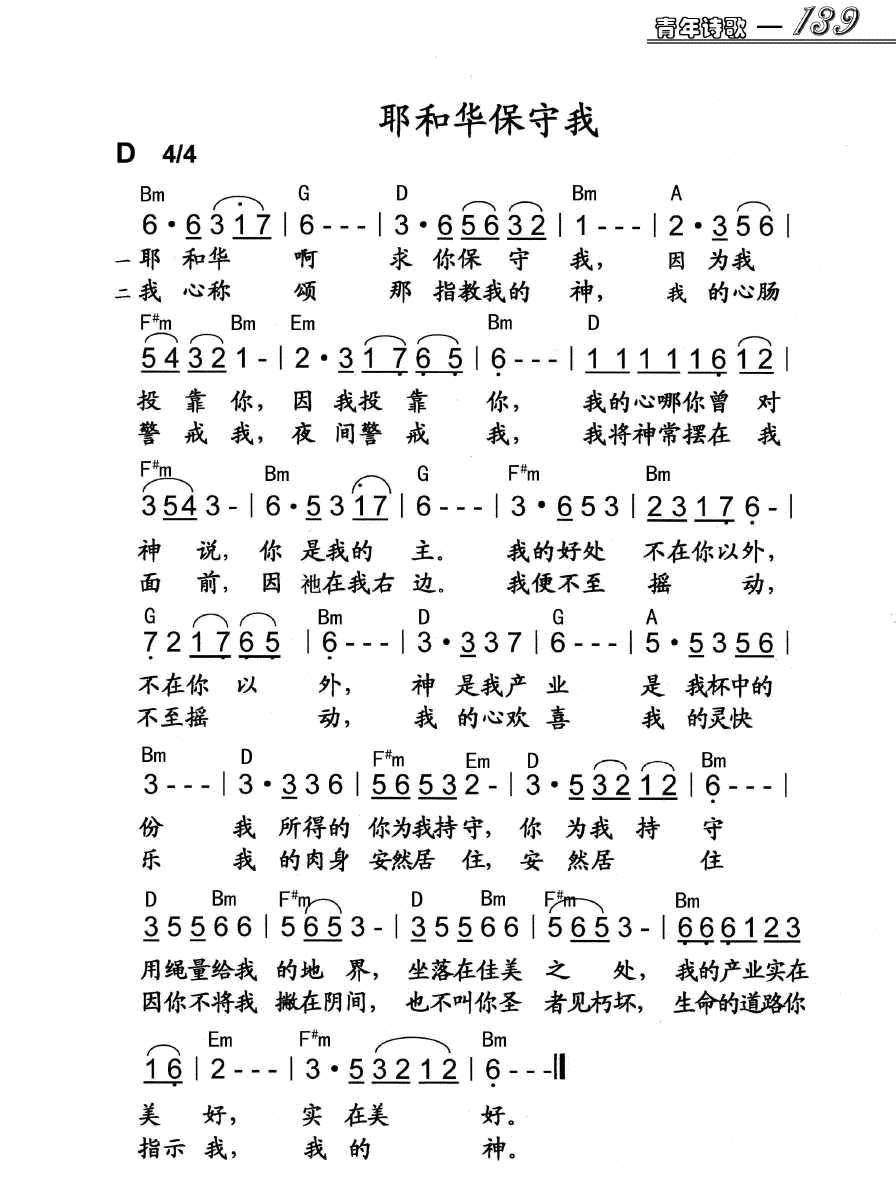 青年诗歌 — 139
耶和华保守我
D 4/4
Bm G D Bm A
6·6 3 1 7 | 6 - - - | 3·6 5 6 3 2 | 1 - - - | 2·3 5 6 |
一耶 和华 啊 求 你保 守 我, 因 为我
二我 心称 颂 那 指教我的 神, 我 的心肠
F#m Bm Em Bm D
5 4 3 2 1 - | 2·3 1 7 6 5 | 6 - - - | 1 1 1 1 1 6 1 2 |
投 靠 你, 因 我投 靠 你, 我的心哪你曾 对
警 戒 我, 夜 间警 戒 我, 我将神常摆在 我
F#m Bm G F#m Bm
3 5 4 3 - | 6·5 3 1 7 | 6 - - - | 3·6 5 3 | 2 3 1 7 6 - |
神 说, 你 是我的 主。 我的好处 不在你以外,
面 前, 因 祂在我右 边。 我便不至 摇 动,
G Bm D G A
7 2 1 7 6 5 | 6 - - - | 3·3 3 7 | 6 - - - | 5·5 3 5 6 |
不在你 以 外, 神 是我产 业 是 我杯中的
不至摇 动, 我 的心欢 喜 我 的灵快
Bm D F#m Em D Bm
3 - - - | 3·3 3 6 | 5 6 5 3 2 - | 3·5 3 2 1 2 | 6 - - - |
份 我 所得的 你为我持守, 你 为我 持 守
乐 我 的肉身 安然居 住, 安 然居 住
D Bm F#m D Bm F#m Bm
3 5 5 6 6 | 5 6 5 3 - | 3 5 5 6 6 | 5 6 5 3 - | 6 6 6 1 2 3
用绳量给我 的地 界, 坐落在佳美 之 处, 我的产业实在
因你不将我 撇在阴间, 也不叫你圣 者见朽坏, 生命的道路你
Em F#m Bm
1 6 | 2 - - - | 3·5 3 2 1 2 | 6 - - - ||
美 好, 实 在美 好。
指示 我, 我 的 神。